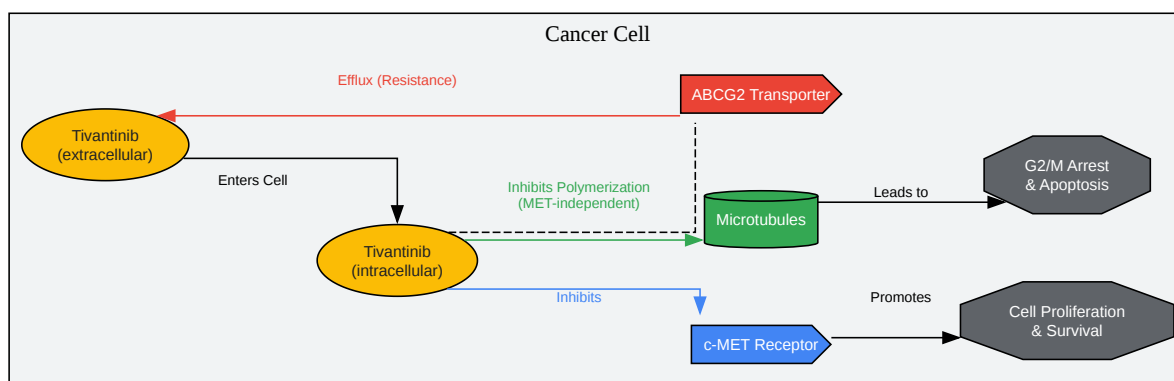 Cancer Cell
Efflux (Resistance)
ABCG2 Transporter
Tivantinib
(extracellular)
Enters Cell
Inhibits Polymerization
(MET-independent)
Microtubules
Leads to
G2/M Arrest
& Apoptosis
Tivantinib
(intracellular)
Inhibits
c-MET Receptor
Promotes
Cell Proliferation
& Survival